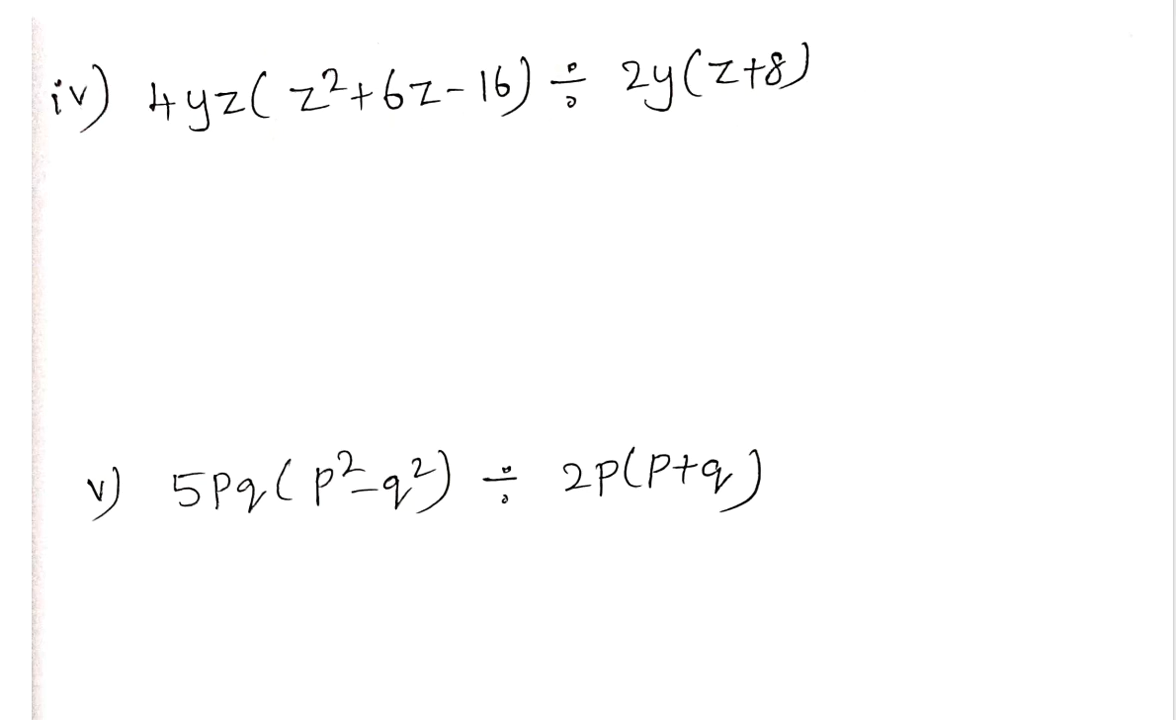 iv) 4yz( z²+6z-16) ÷ 2y(z+8)
v) 5pq( p²-q²) ÷ 2p(p+q)